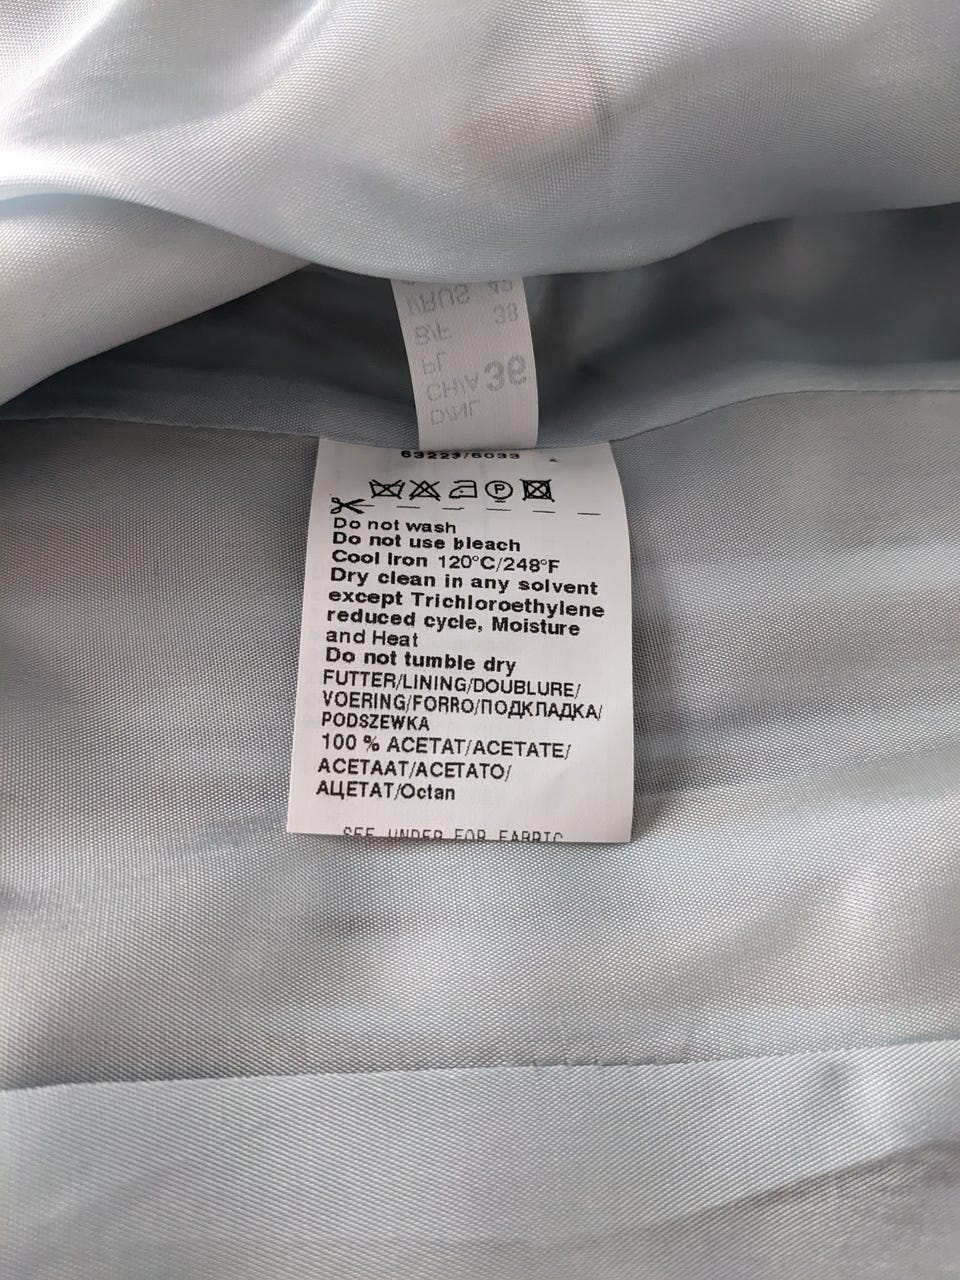 36
38
63223/6033
P
Do not wash
Do not use bleach
Cool Iron 120°C/248°F
Dry clean in any solvent
except Trichloroethylene
reduced cycle, Moisture
and Heat
Do not tumble dry
FUTTER/LINING/DOUBLURE/
VOERING/FORRO/ПОДКЛАДКА/
PODSZEWKA
100 % ACETAT/ACETATE/
ACETAAT/ACETATO/
АЦЕТАТ/Octan
SEE UNDER FOR FABRIC